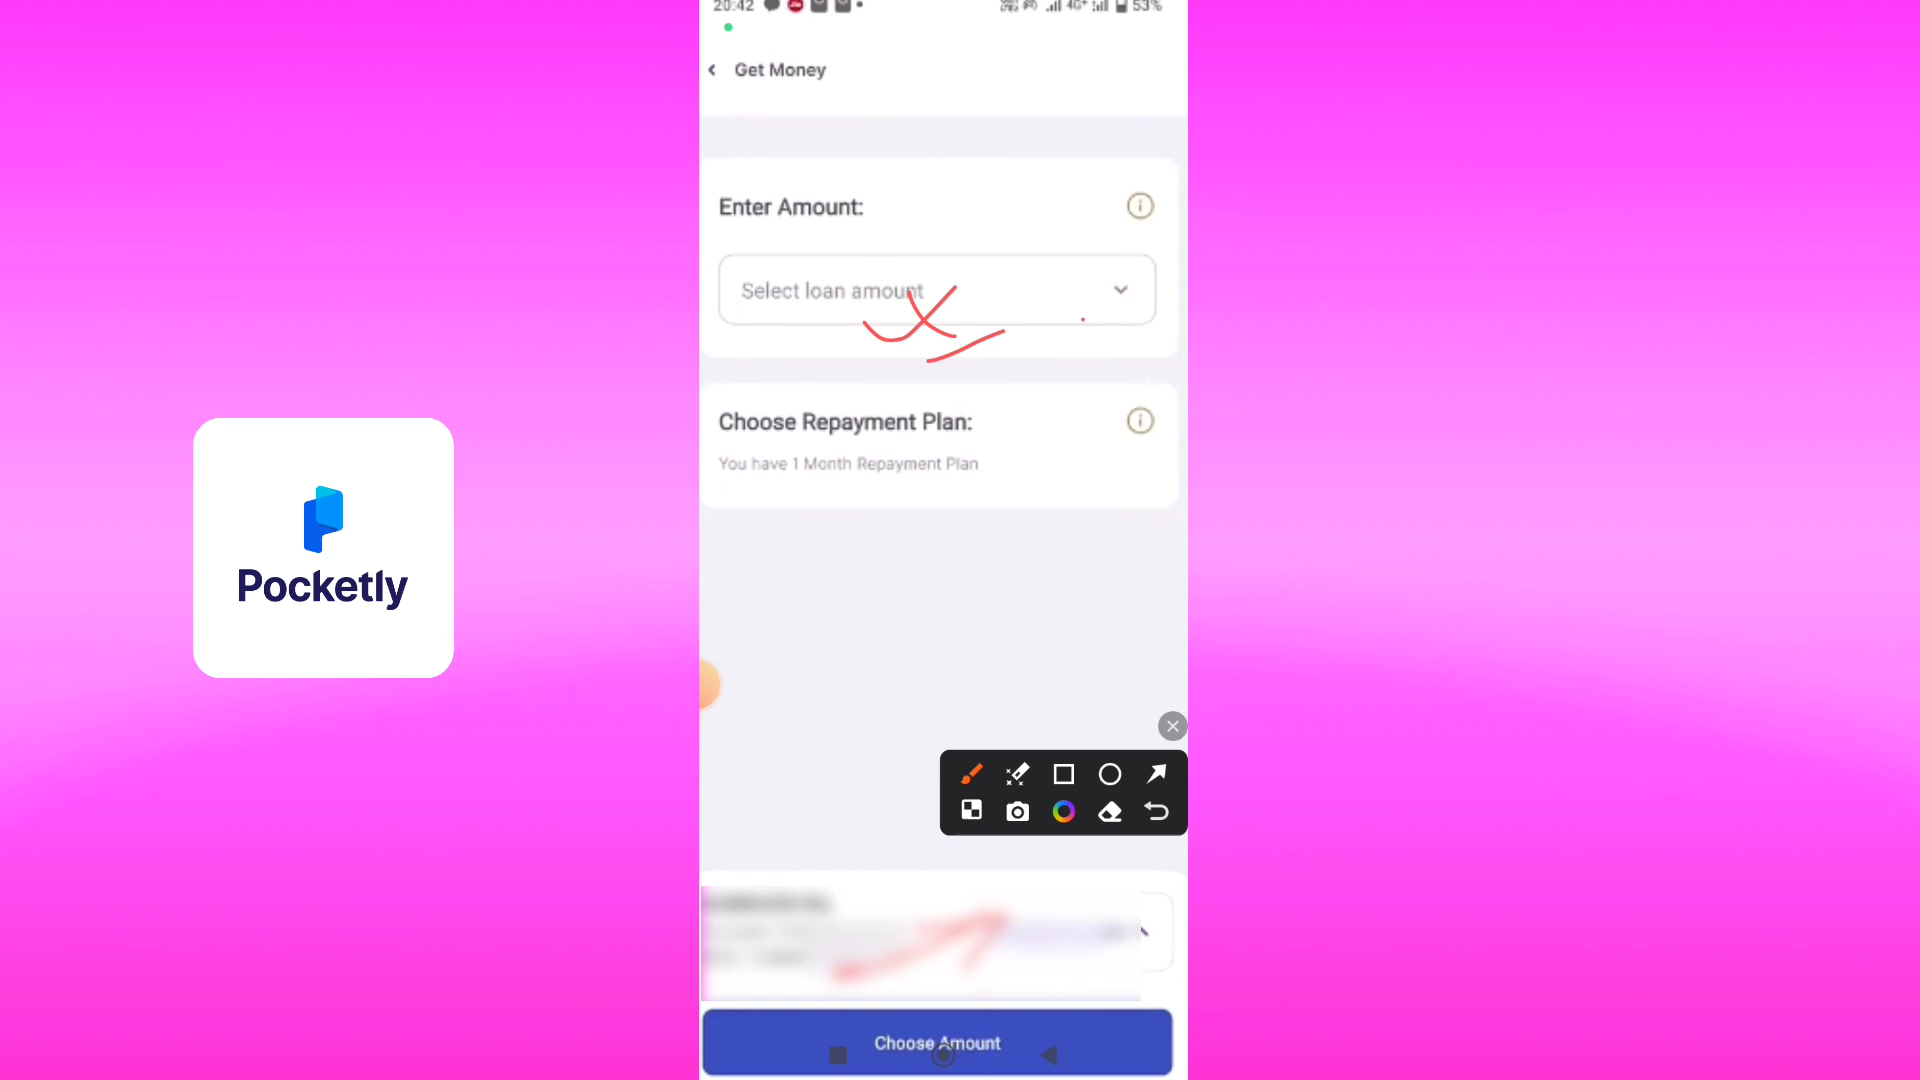 20:42
4G+
53%
Get Money
Enter Amount:
Select loan amount
Choose Repayment Plan:
You have 1 Month Repayment Plan
Pocketly
Choose Amount